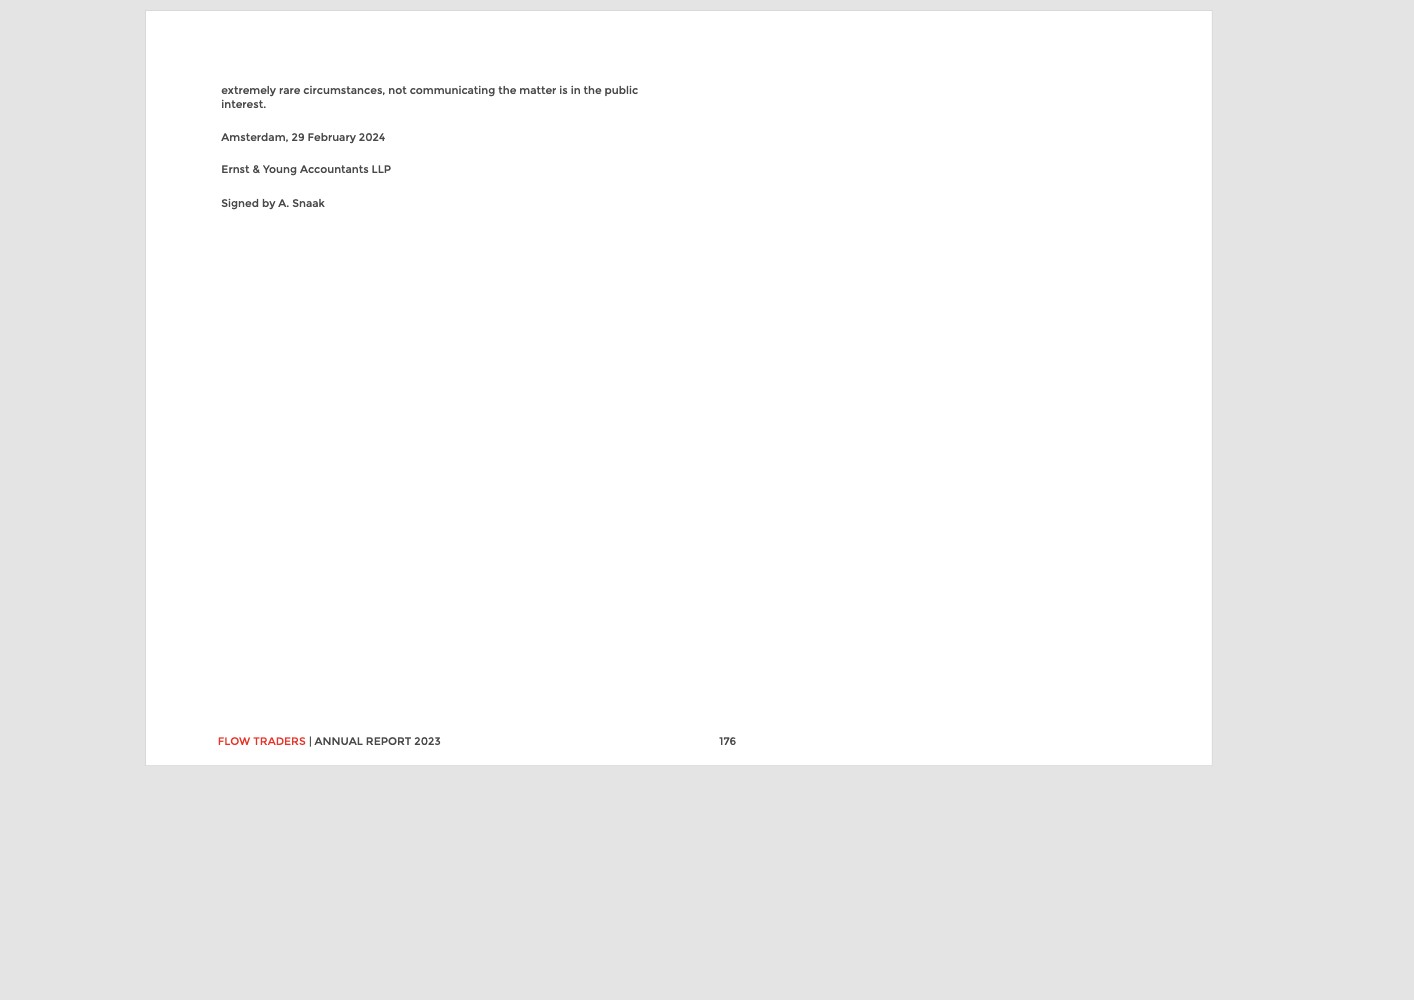 extremely rare circumstances, not communicating the matter is in the public
interest.
Amsterdam, 29 February 2024
Ernst & Young Accountants LLP
Signed by A. Snaak
FLOW TRADERS | ANNUAL REPORT 2023 176